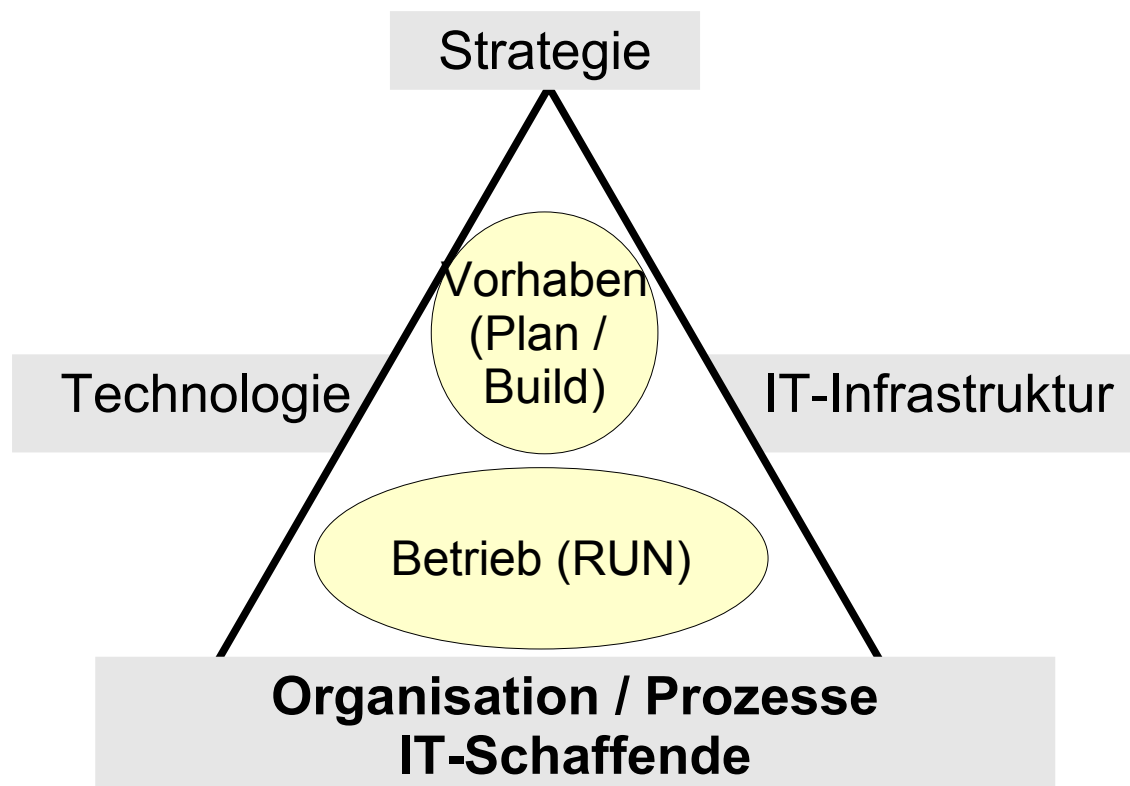 Strategie
Vorhaben
(Plan /
Build)
Technologie
IT-Infrastruktur
Betrieb (RUN)
Organisation / Prozesse
IT-Schaffende